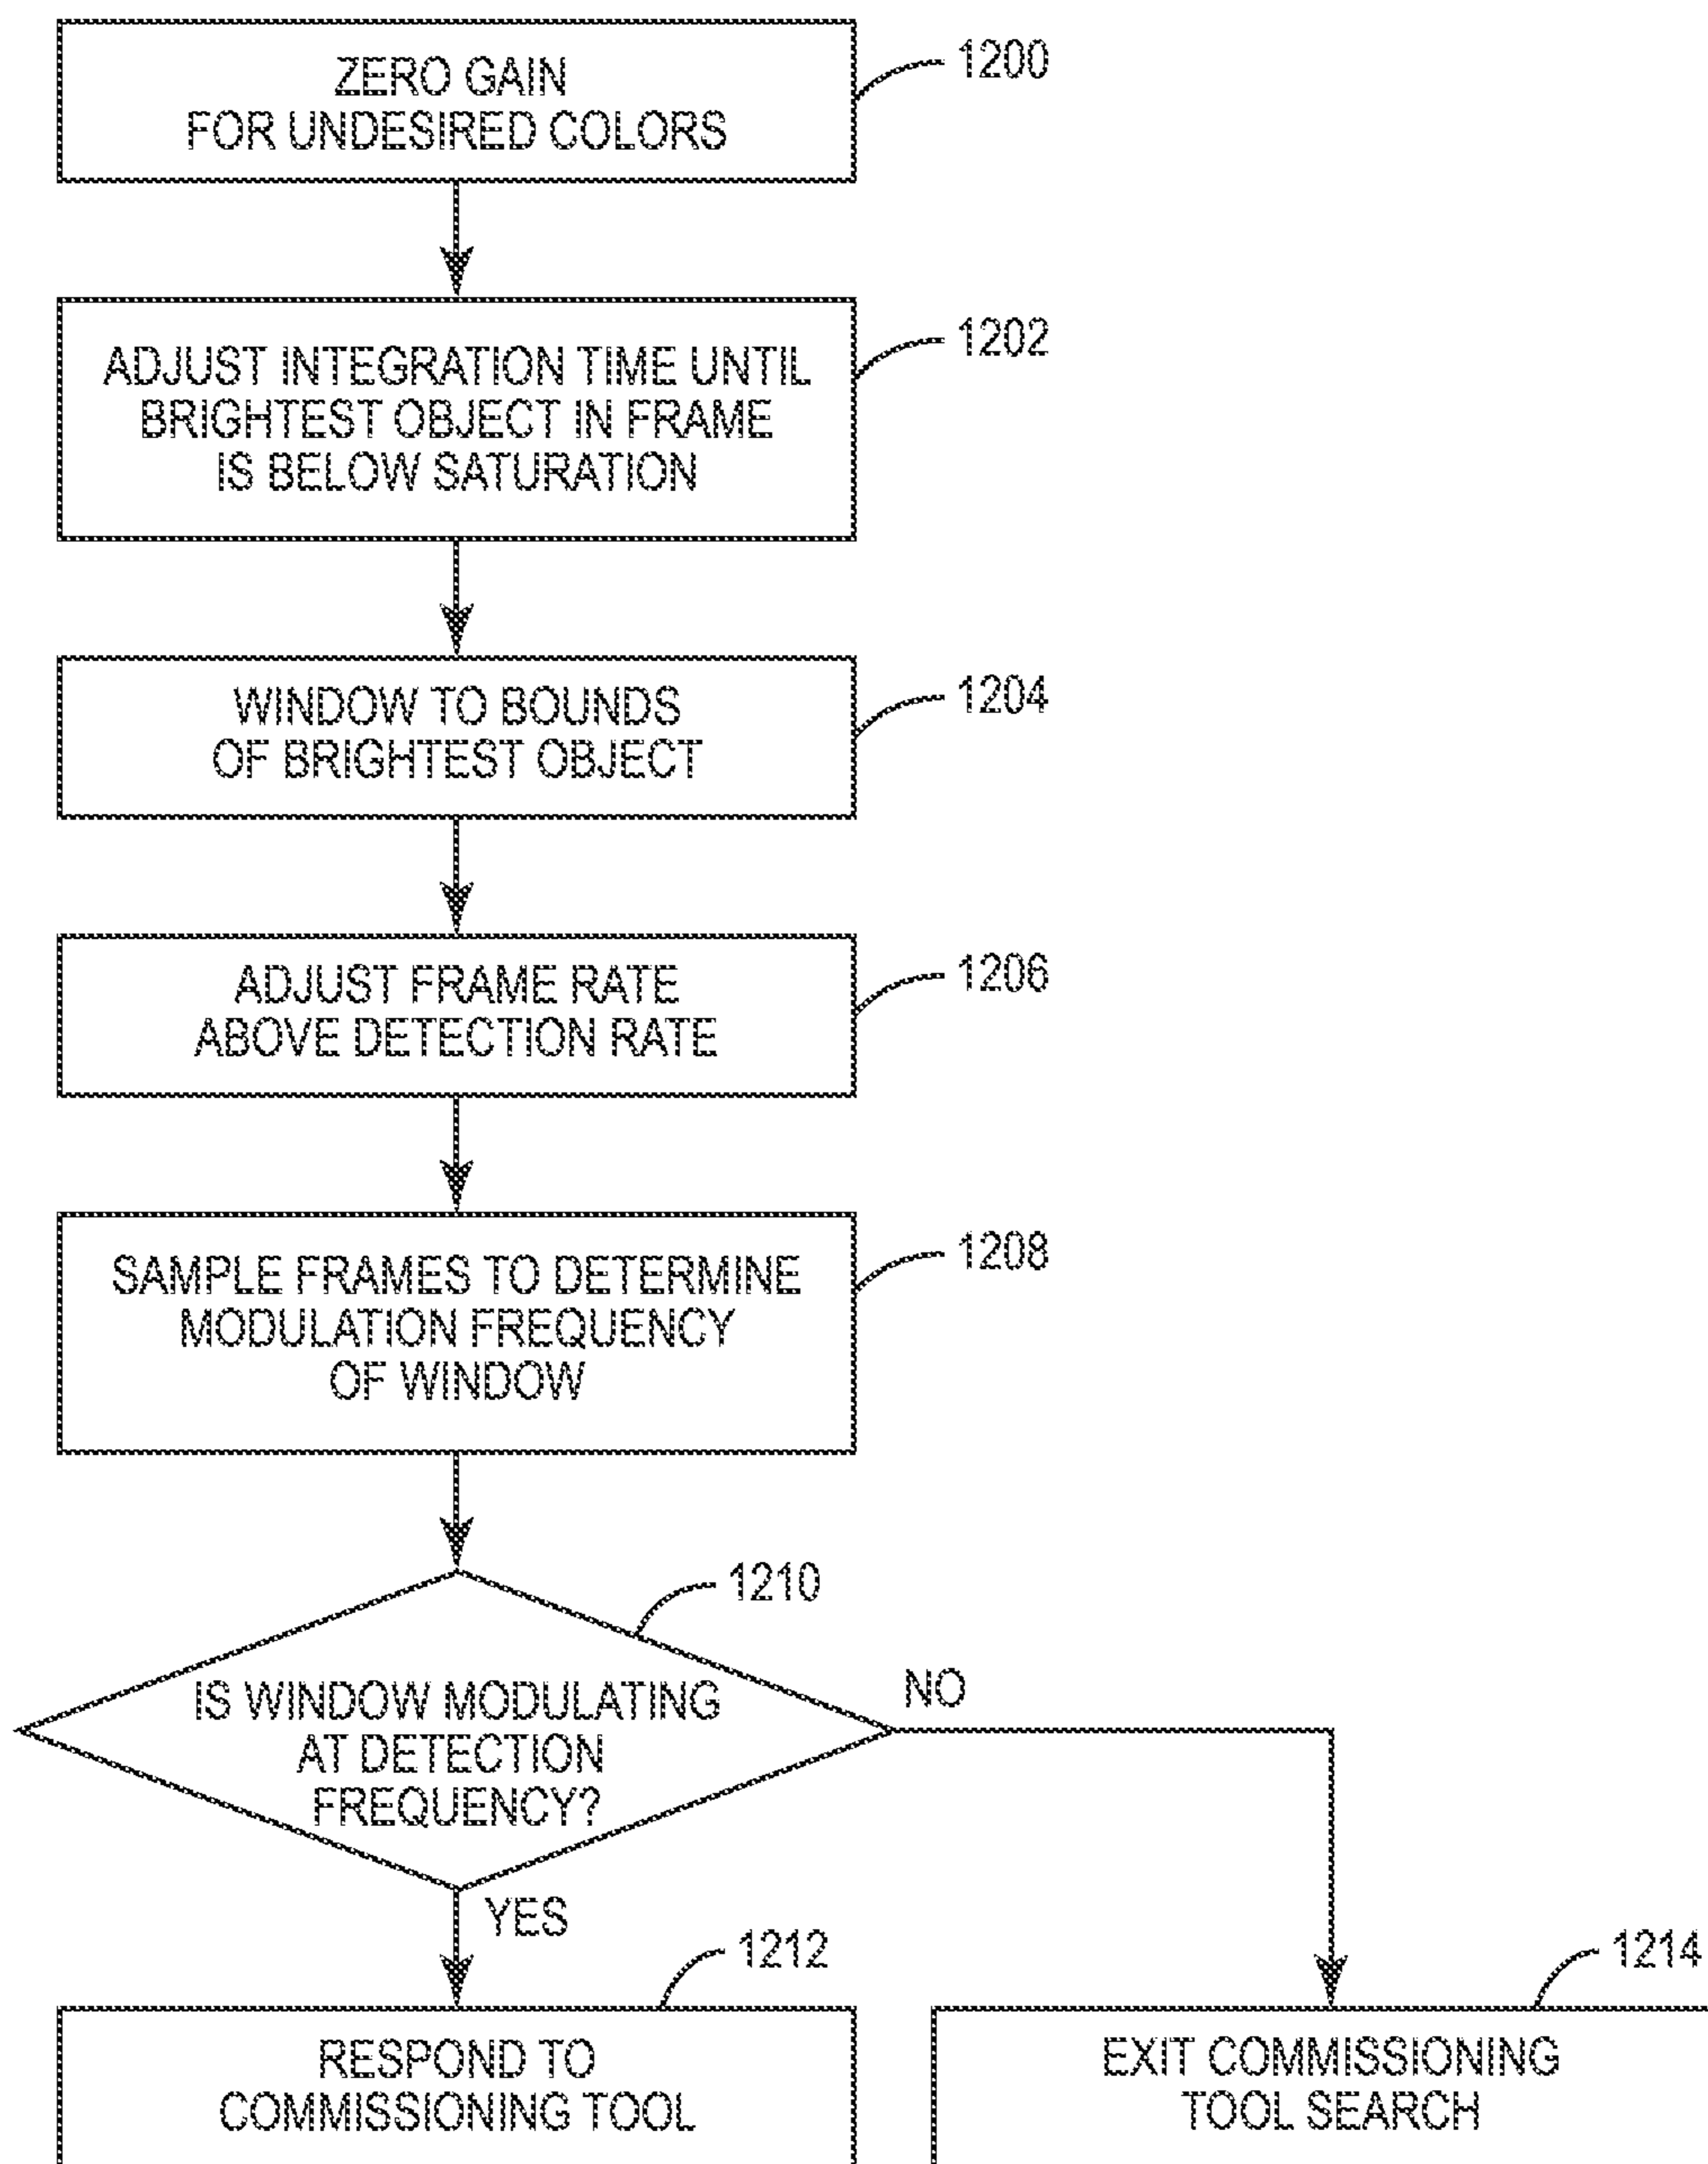 ZERO GAIN
FOR UNDESIRED COLORS
1200
ADJUST INTEGRATION TIME UNTIL
BRIGHTEST OBJECT IN FRAME
IS BELOW SATURATION
1202
WINDOW TO BOUNDS
OF BRIGHTEST OBJECT
1204
ADJUST FRAME RATE
ABOVE DETECTION RATE
1206
SAMPLE FRAMES TO DETERMINE
MODULATION FREQUENCY
OF WINDOW
1208
1210
IS WINDOW MODULATING
AT DETECTION
FREQUENCY?
NO
YES
1212
RESPOND TO
COMMISSIONING TOOL
1214
EXIT COMMISSIONING
TOOL SEARCH